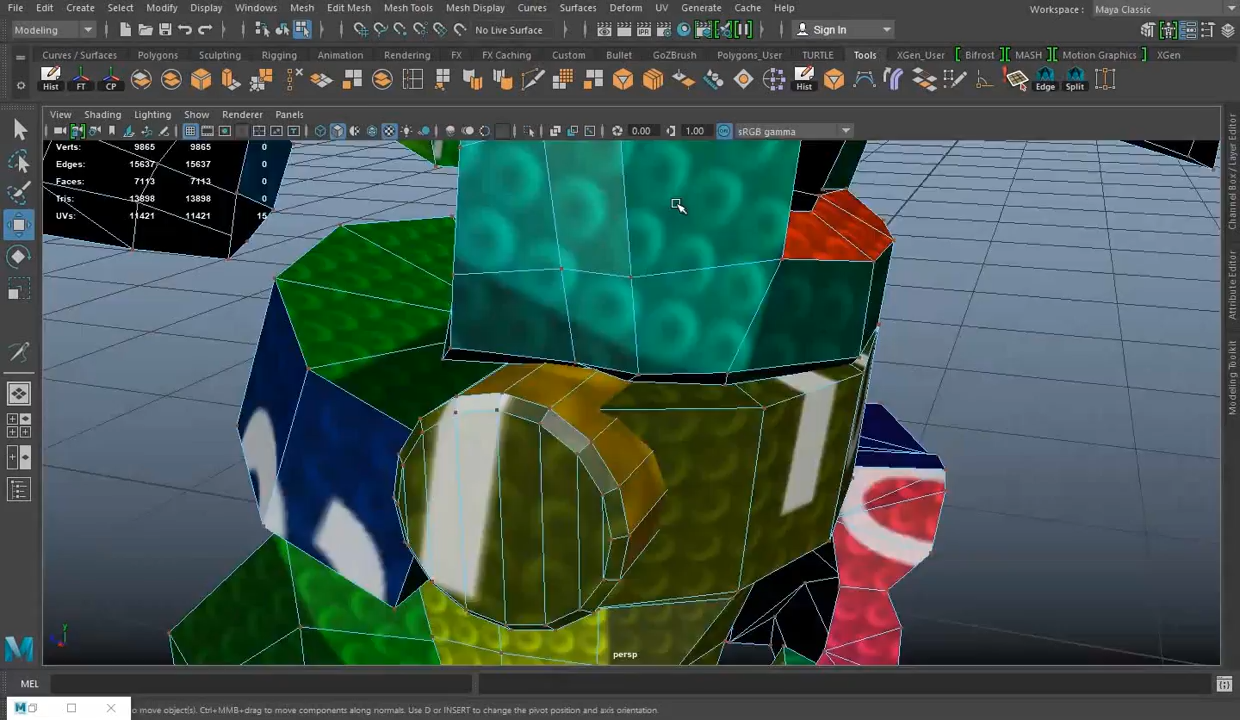 File Edit Create Select Modify Display Windows Mesh Edit Mesh Mesh Tools Mesh Display Curves Surfaces Deform UV Generate Cache Help Workspace : Maya Classic
Modeling No Live Surface Sign In
Curves / Surfaces Polygons Sculpting Rigging Animation Rendering FX FX Caching Custom Bullet GoZBrush Polygons_User TURTLE Tools XGen_User Bifrost MASH Motion Graphics XGen
Hist FT CP Hist Edge Split
View Shading Lighting Show Renderer Panels
0.00 1.00 sRGB gamma
Verts: 9865 9865 0
Edges: 15637 15637 0
Faces: 7113 7113 0
Tris: 13898 13898 0
UVs: 11421 11421 15
Channel Box / Layer Editor
Attribute Editor
Modeling Toolkit
y
persp
MEL
to move object(s). Ctrl+MMB+drag to move components along normals. Use D or INSERT to change the pivot position and axis orientation.